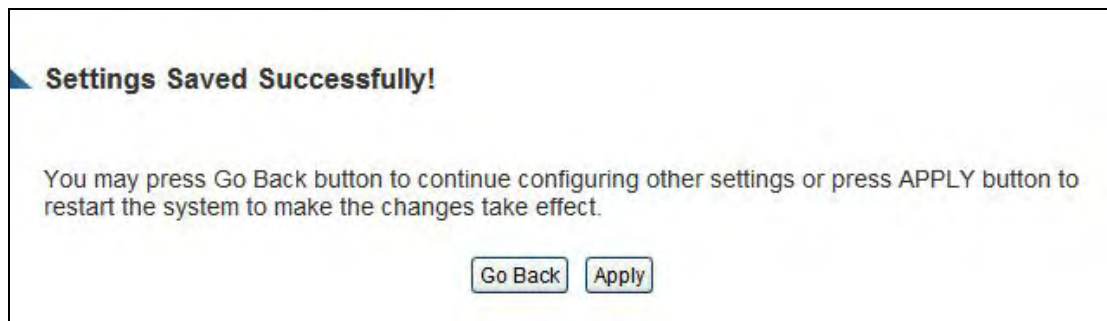 Settings Saved Successfully!
You may press Go Back button to continue configuring other settings or press APPLY button to
restart the system to make the changes take effect.
Go Back Apply